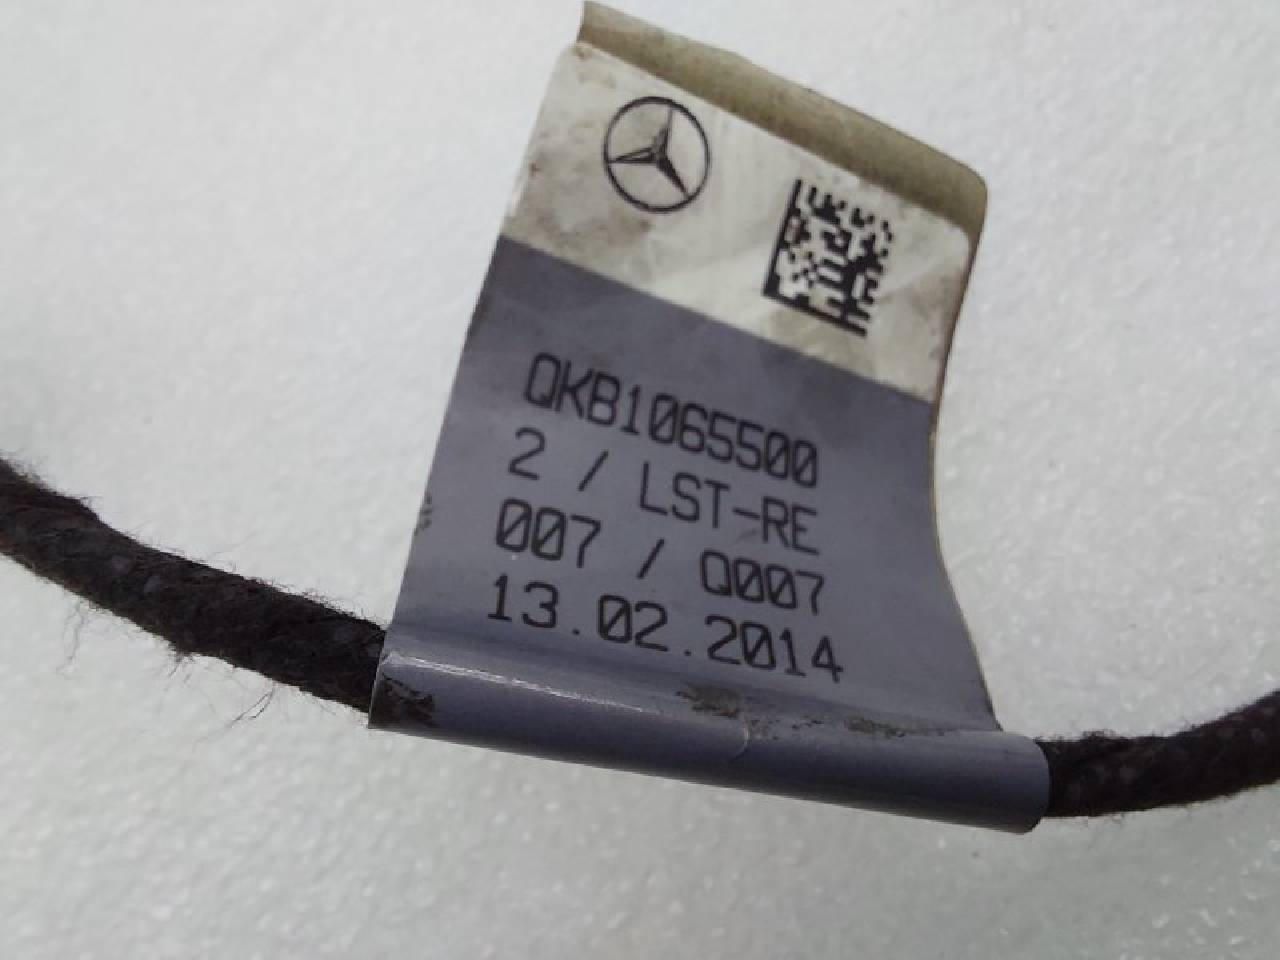 QKB1065500
2 / LST-RE
007 / Q007
13.02.2014